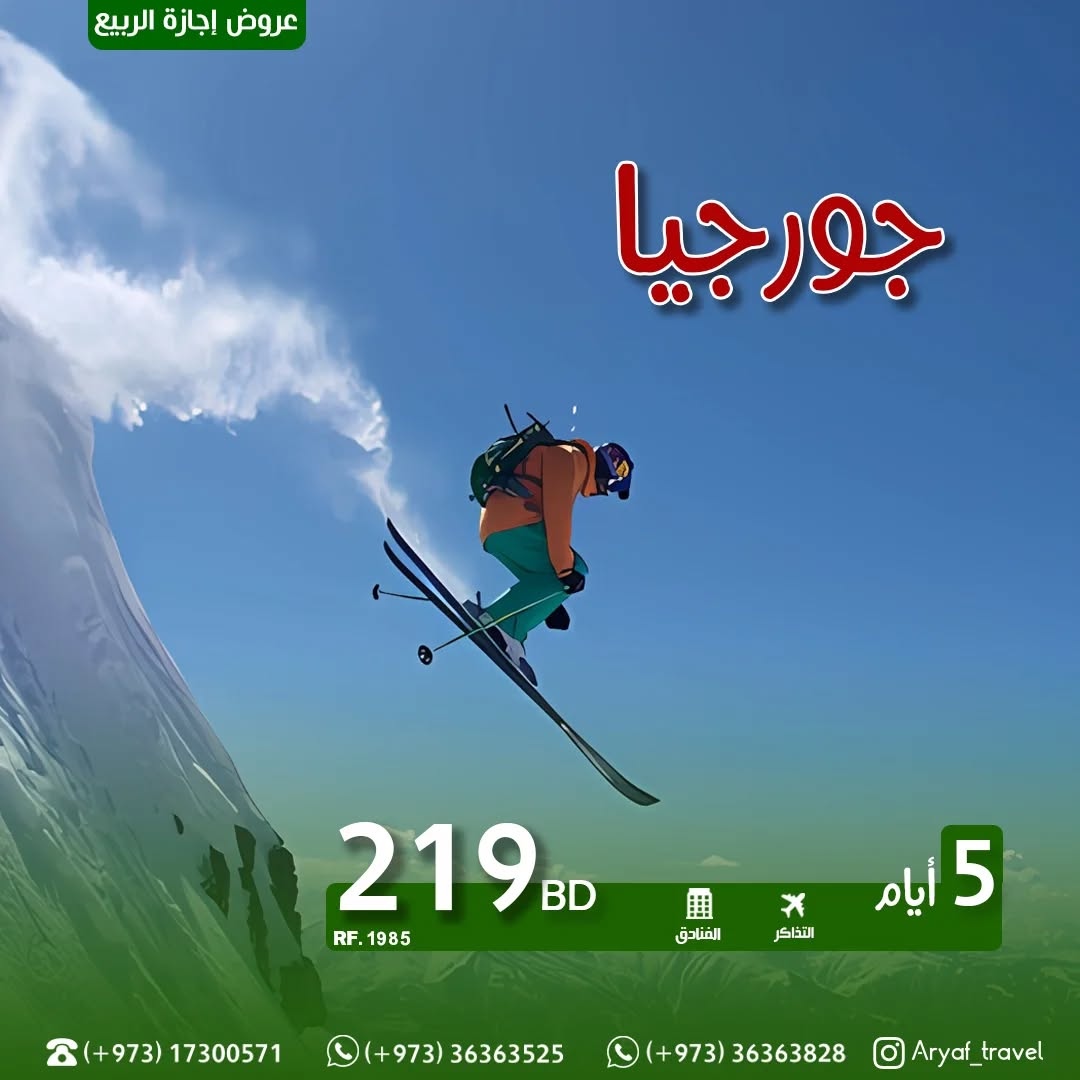 عروض إجازة الربيع
جورجيا
5 أيام
التذاكر
الفنادق
219 BD
RF. 1985
(+973) 17300571
(+973) 36363525
(+973) 36363828
Aryaf_travel